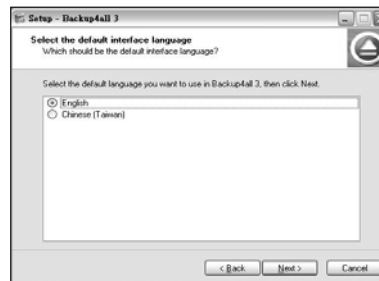 Setup - Backup4all 3
Select the default interface language
Which should be the default interface language?
Select the default language you want to use in Backup4all 3, then click Next.
English
Chinese (Taiwan)
< Back
Next >
Cancel